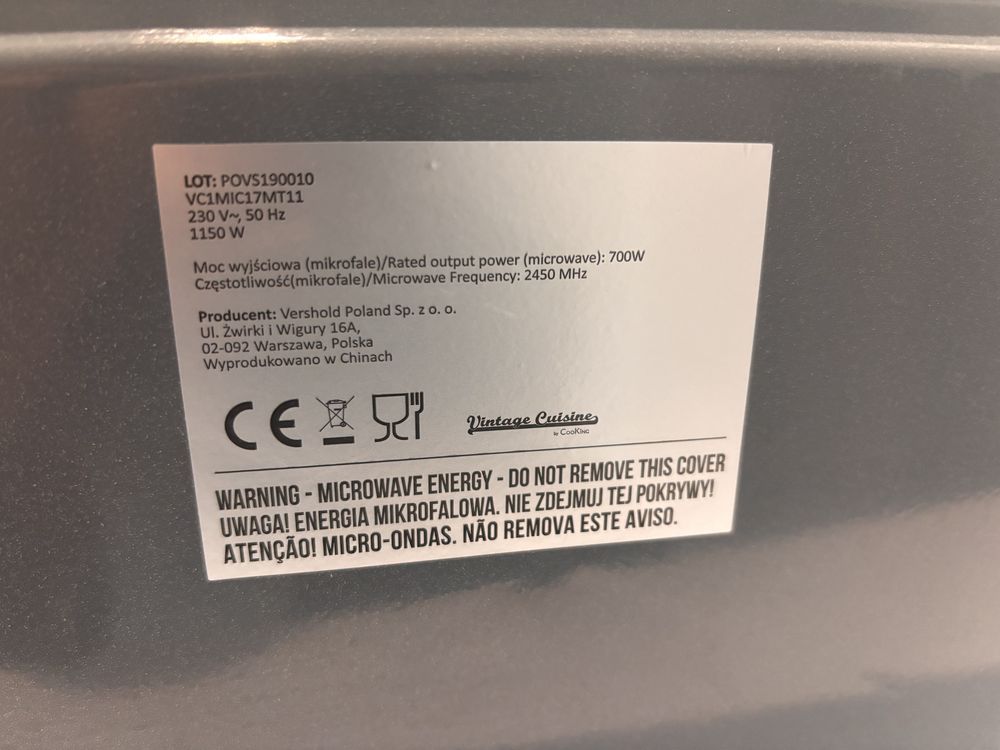 LOT: POVS190010
VC1MIC17MT11
230 V~, 50 Hz
1150 W
Moc wyjściowa (mikrofale)/Rated output power (microwave): 700W
Częstotliwość(mikrofale)/Microwave Frequency: 2450 MHz
Producent: Vershold Poland Sp. z o. o.
Ul. Żwirki i Wigury 16A,
02-092 Warszawa, Polska
Wyprodukowano w Chinach
CE
Vintage Cuisine
by COOKING
WARNING - MICROWAVE ENERGY - DO NOT REMOVE THIS COVER
UWAGA! ENERGIA MIKROFALOWA. NIE ZDEJMUJ TEJ POKRYWY!
ATENÇÃO! MICRO-ONDAS. NÃO REMOVA ESTE AVISO.